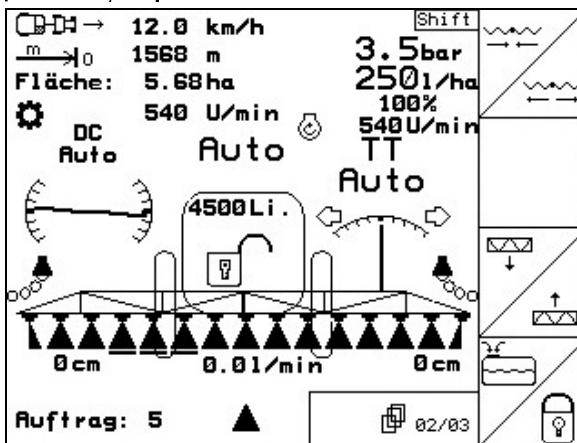 12.0 km/h
Shift
m
0
1568 m
3.5bar
Fläche: 5.68ha
250l/ha
100%
540 U/min
540U/min
DC
Auto
Auto
TT
Auto
4500Li.
0cm
0.0l/min
0cm
Auftrag: 5
02/03